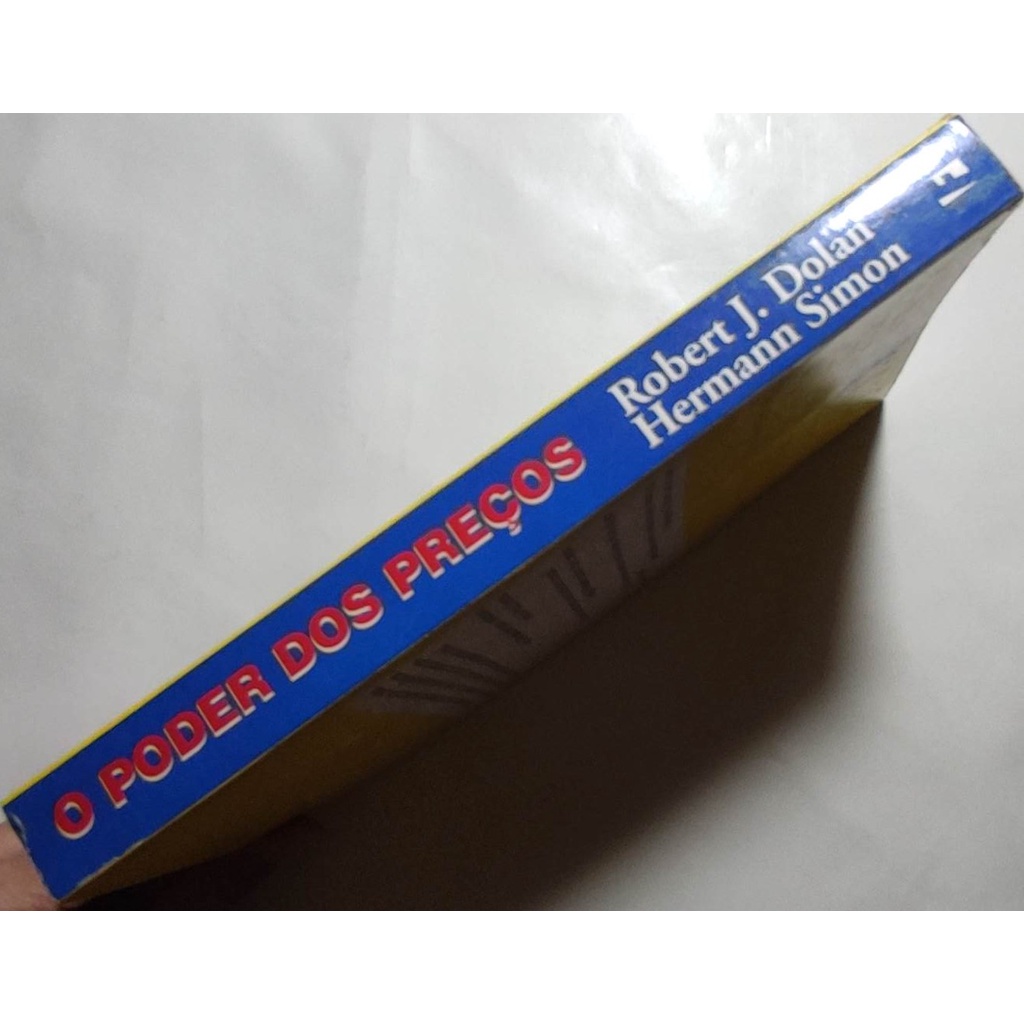 O PODER DOS PREÇOS
Robert J. Dolan
Hermann Simon